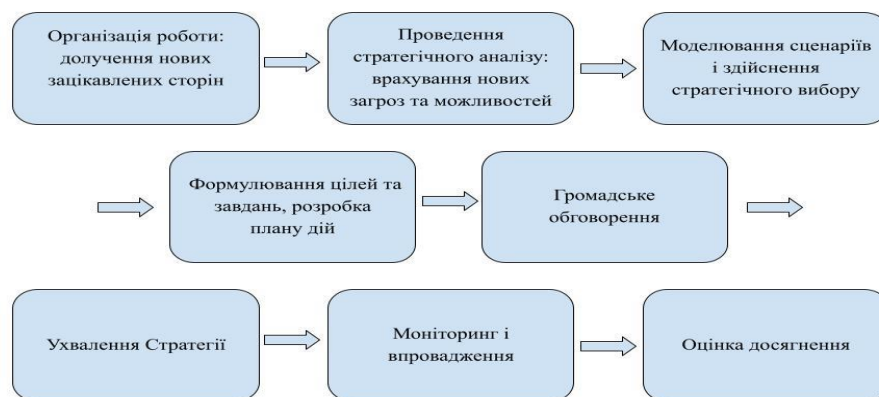 Організація роботи:
долучення нових
зацікавлених сторін
Проведення
стратегічного аналізу:
врахування нових
загроз та можливостей
Моделювання сценаріїв
і здійснення
стратегічного вибору
Формулювання цілей та
завдань, розробка
плану дій
Громадське
обговорення
Ухвалення Стратегії
Моніторинг і
впровадження
Оцінка досягнення